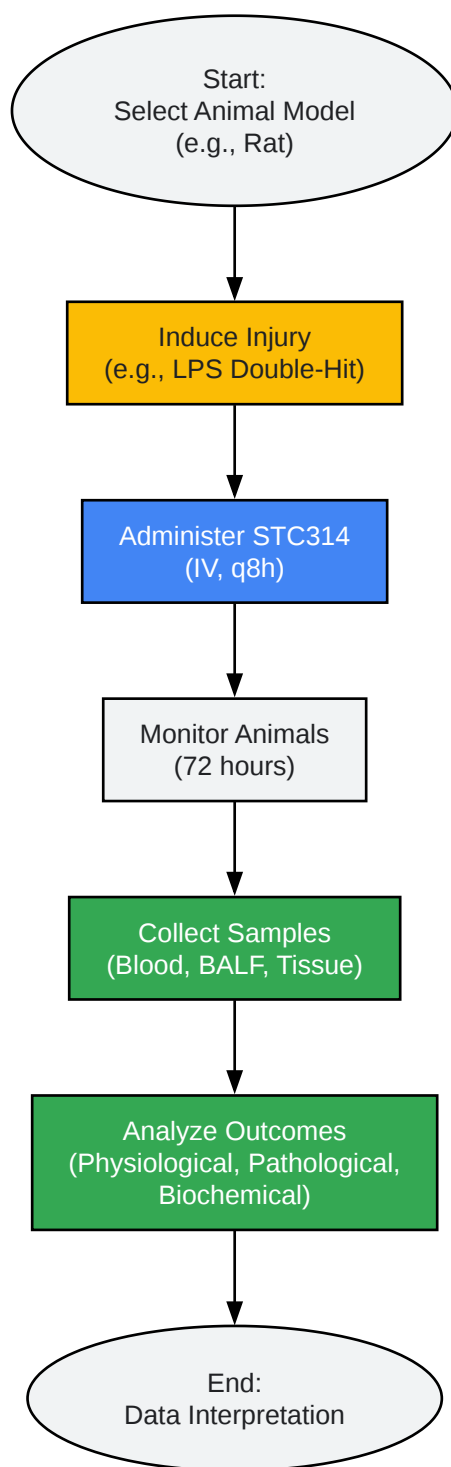 Start:
Select Animal Model
(e.g., Rat)
Induce Injury
(e.g., LPS Double-Hit)
Administer STC314
(IV, q8h)
Monitor Animals
(72 hours)
Collect Samples
(Blood, BALF, Tissue)
Analyze Outcomes
(Physiological, Pathological,
Biochemical)
End:
Data Interpretation